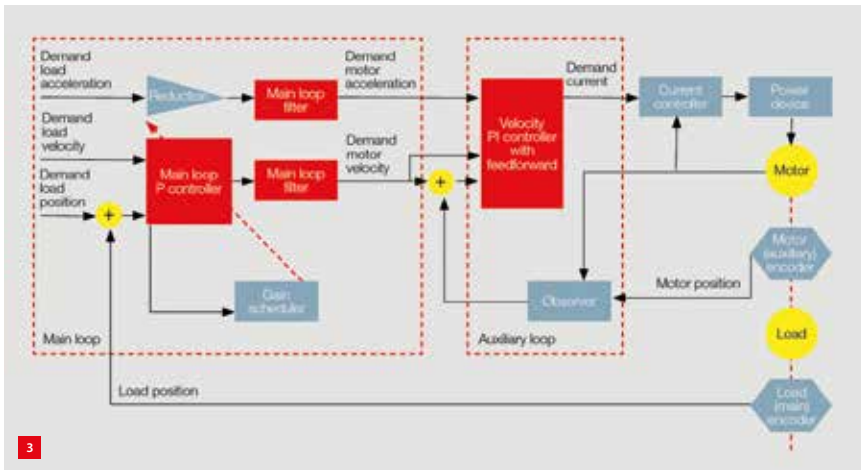 Demand
load
acceleration
Reduction
Main loop
filter
Demand
motor
acceleration
Demand
current
Velocity
PI controller
with
feedforward
Current
controller
Power
device
Demand
load
velocity
Main loop
P controller
Main loop
filter
Demand
motor
velocity
+
Motor
Demand
load
position
+
Motor
(auxiliary)
encoder
Gain
scheduler
Observer
Motor position
Load
Main loop
Auxiliary loop
Load position
Load
(main)
encoder
3